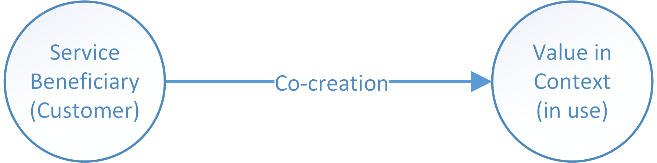 Service
Beneficiary
(Customer)
Co-creation
Value in
Context
(in use)